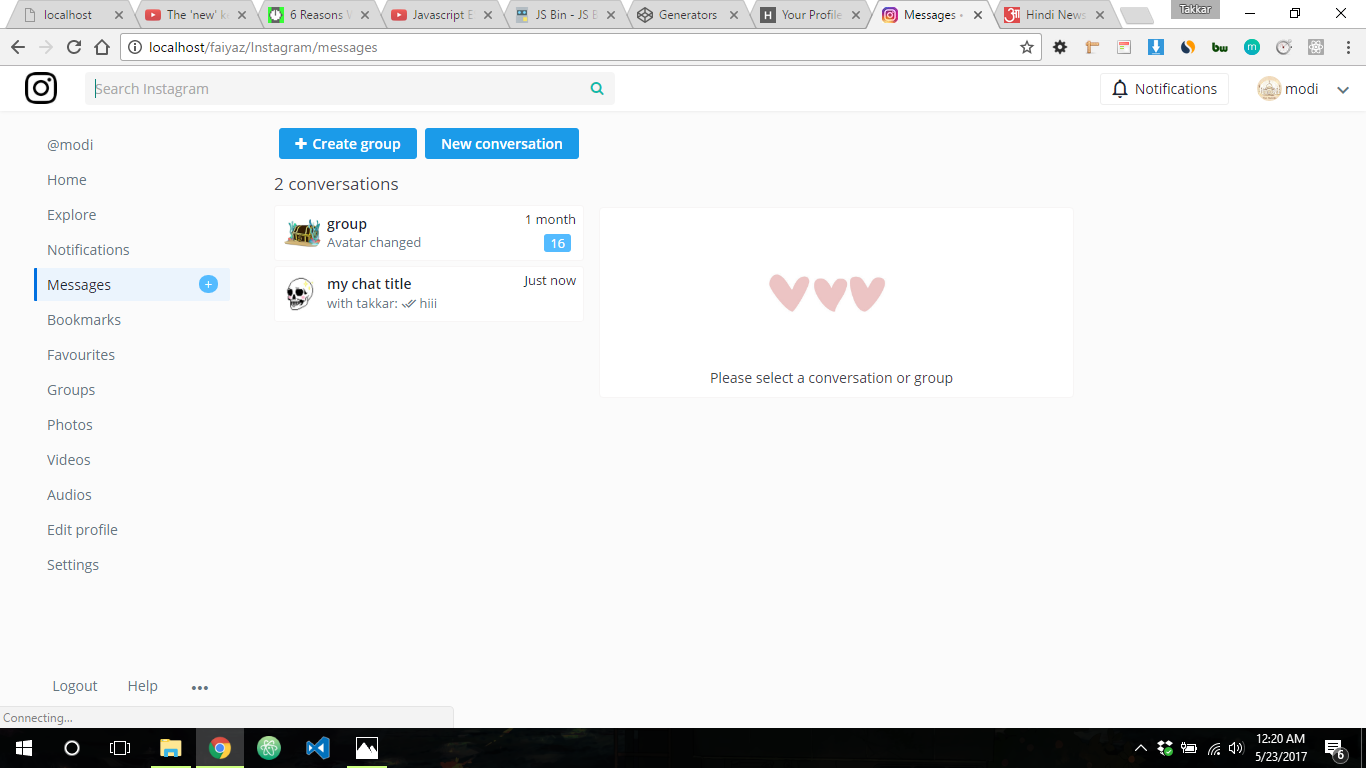 localhost
The 'new' k
6 Reasons
Javascript E
JS Bin - JS B
Generators
Your Profile
Messages •
Hindi News
Takkar
localhost/faiyaz/Instagram/messages
bw
m
Search Instagram
Notifications
modi
@modi
Home
Explore
Notifications
Messages
+
Bookmarks
Favourites
Groups
Photos
Videos
Audios
Edit profile
Settings
Logout
Help
•••
+ Create group
New conversation
2 conversations
group
1 month
Avatar changed
16
my chat title
Just now
with takkar: hiii
Please select a conversation or group
Connecting...
12:20 AM
5/23/2017
6